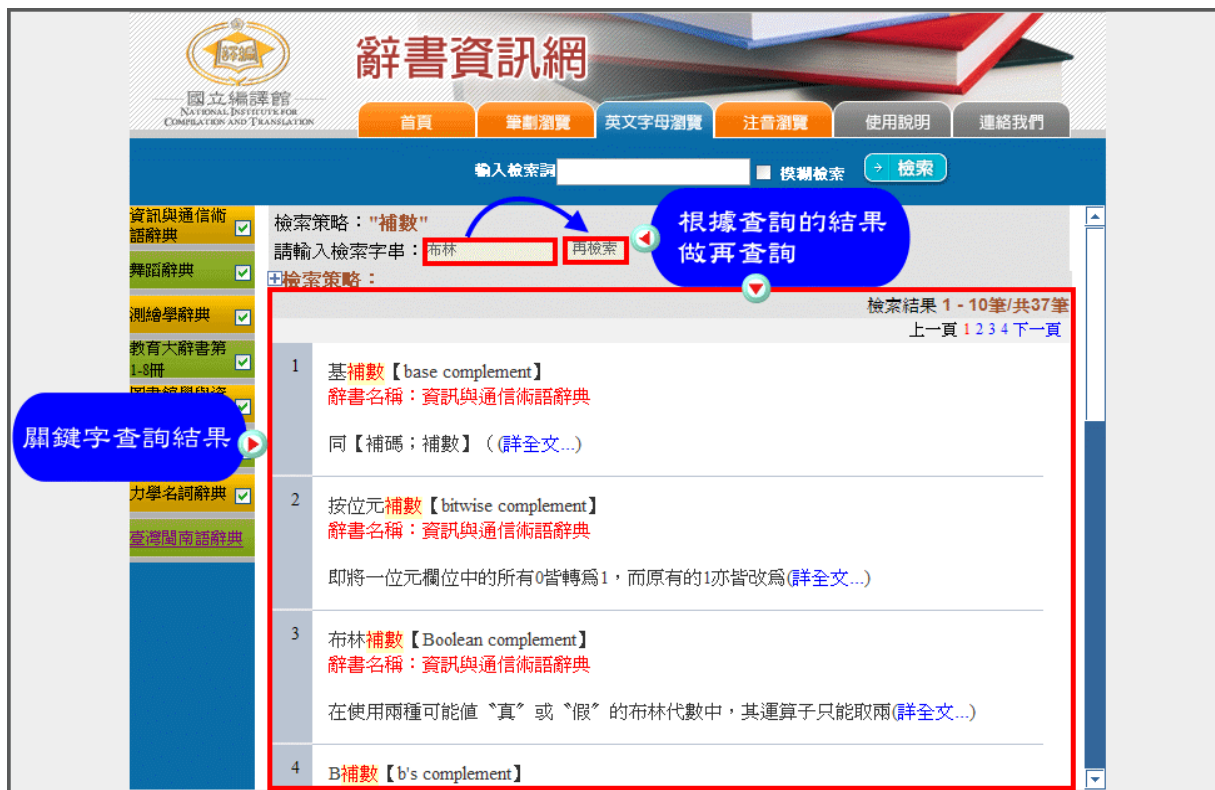 國立編譯館
NATIONAL INSTITUTE FOR
COMPILATION AND TRANSLATION
辭書資訊網
首頁 筆劃瀏覽 英文字母瀏覽 注音瀏覽 使用說明 連絡我們
輸入檢索詞 模糊檢索 檢索
資訊與通信術語辭典
舞蹈辭典
測繪學辭典
教育大辭書第1-8冊
力學名詞辭典
臺灣閩南語辭典
關鍵字查詢結果
檢索策略："補數"
請輸入檢索字串：布林 再檢索
根據查詢的結果
做再查詢
檢索策略：
檢索結果 1 - 10筆/共37筆
上一頁 1 2 3 4 下一頁
1 基補數【base complement】
辭書名稱：資訊與通信術語辭典
同【補碼；補數】（(詳全文...)
2 按位元補數【bitwise complement】
辭書名稱：資訊與通信術語辭典
即將一位元欄位中的所有0皆轉爲1，而原有的1亦皆改爲(詳全文...)
3 布林補數【Boolean complement】
辭書名稱：資訊與通信術語辭典
在使用兩種可能值〝真〞或〝假〞的布林代數中，其運算子只能取兩(詳全文...)
4 B補數【b's complement】